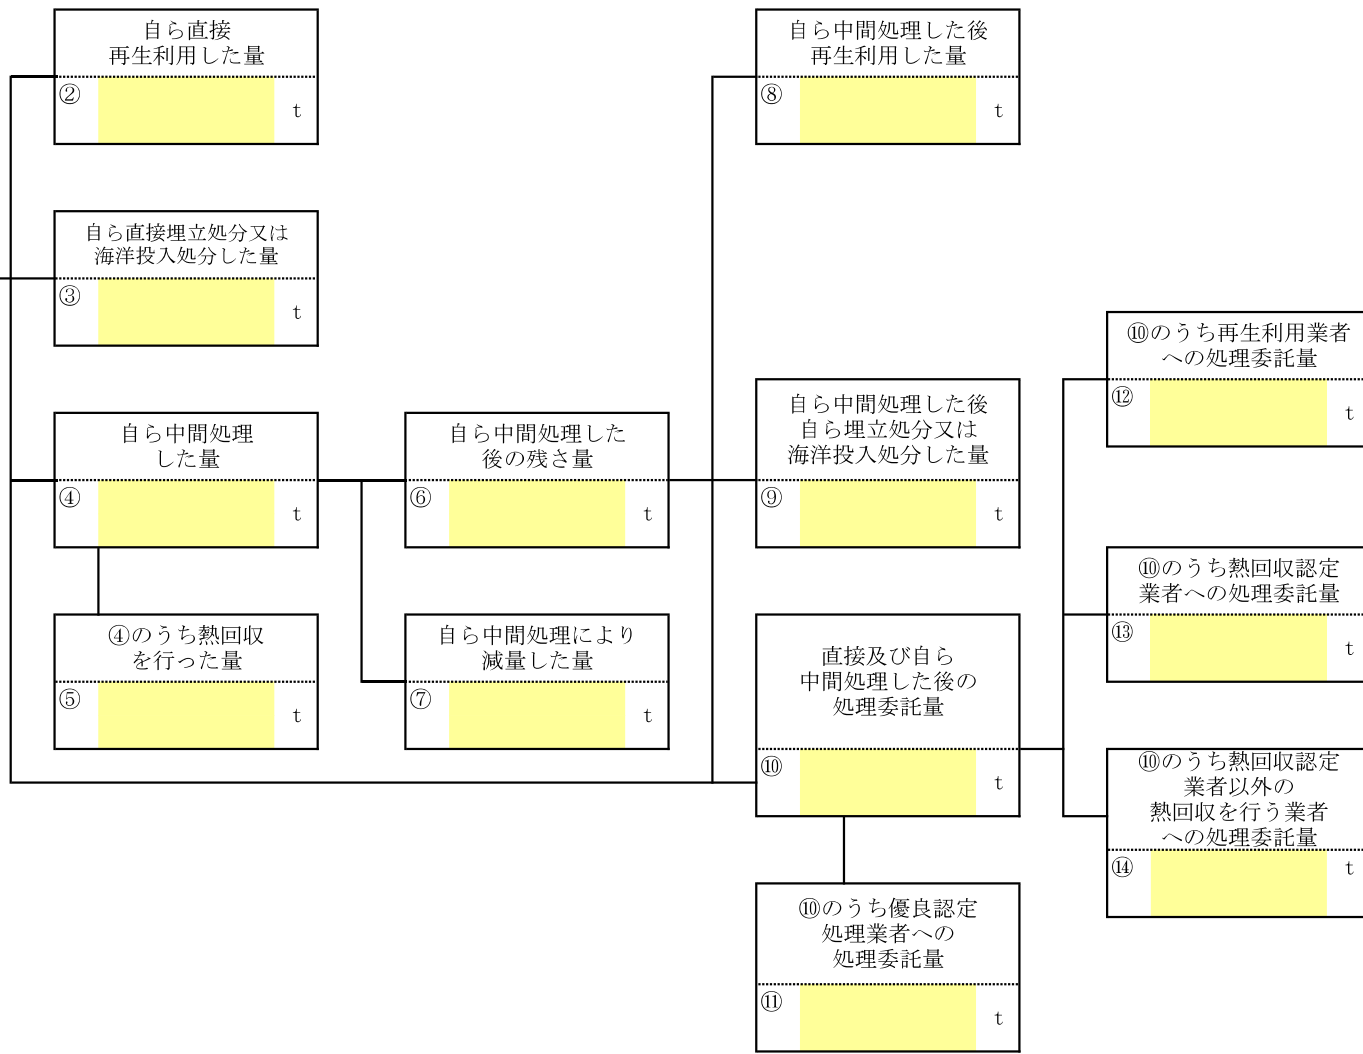 自ら直接
再生利用した量
②
t
自ら直接埋立処分又は
海洋投入処分した量
③
t
自ら中間処理
した量
④
t
④のうち熱回収
を行った量
⑤
t
自ら中間処理した
後の残さ量
⑥
t
自ら中間処理により
減量した量
⑦
t
自ら中間処理した後
再生利用した量
⑧
t
自ら中間処理した後
自ら埋立処分又は
海洋投入処分した量
⑨
t
直接及び自ら
中間処理した後の
処理委託量
⑩
t
⑩のうち優良認定
処理業者への
処理委託量
⑪
t
⑩のうち再生利用業者
への処理委託量
⑫
t
⑩のうち熱回収認定
業者への処理委託量
⑬
t
⑩のうち熱回収認定
業者以外の
熱回収を行う業者
への処理委託量
⑭
t